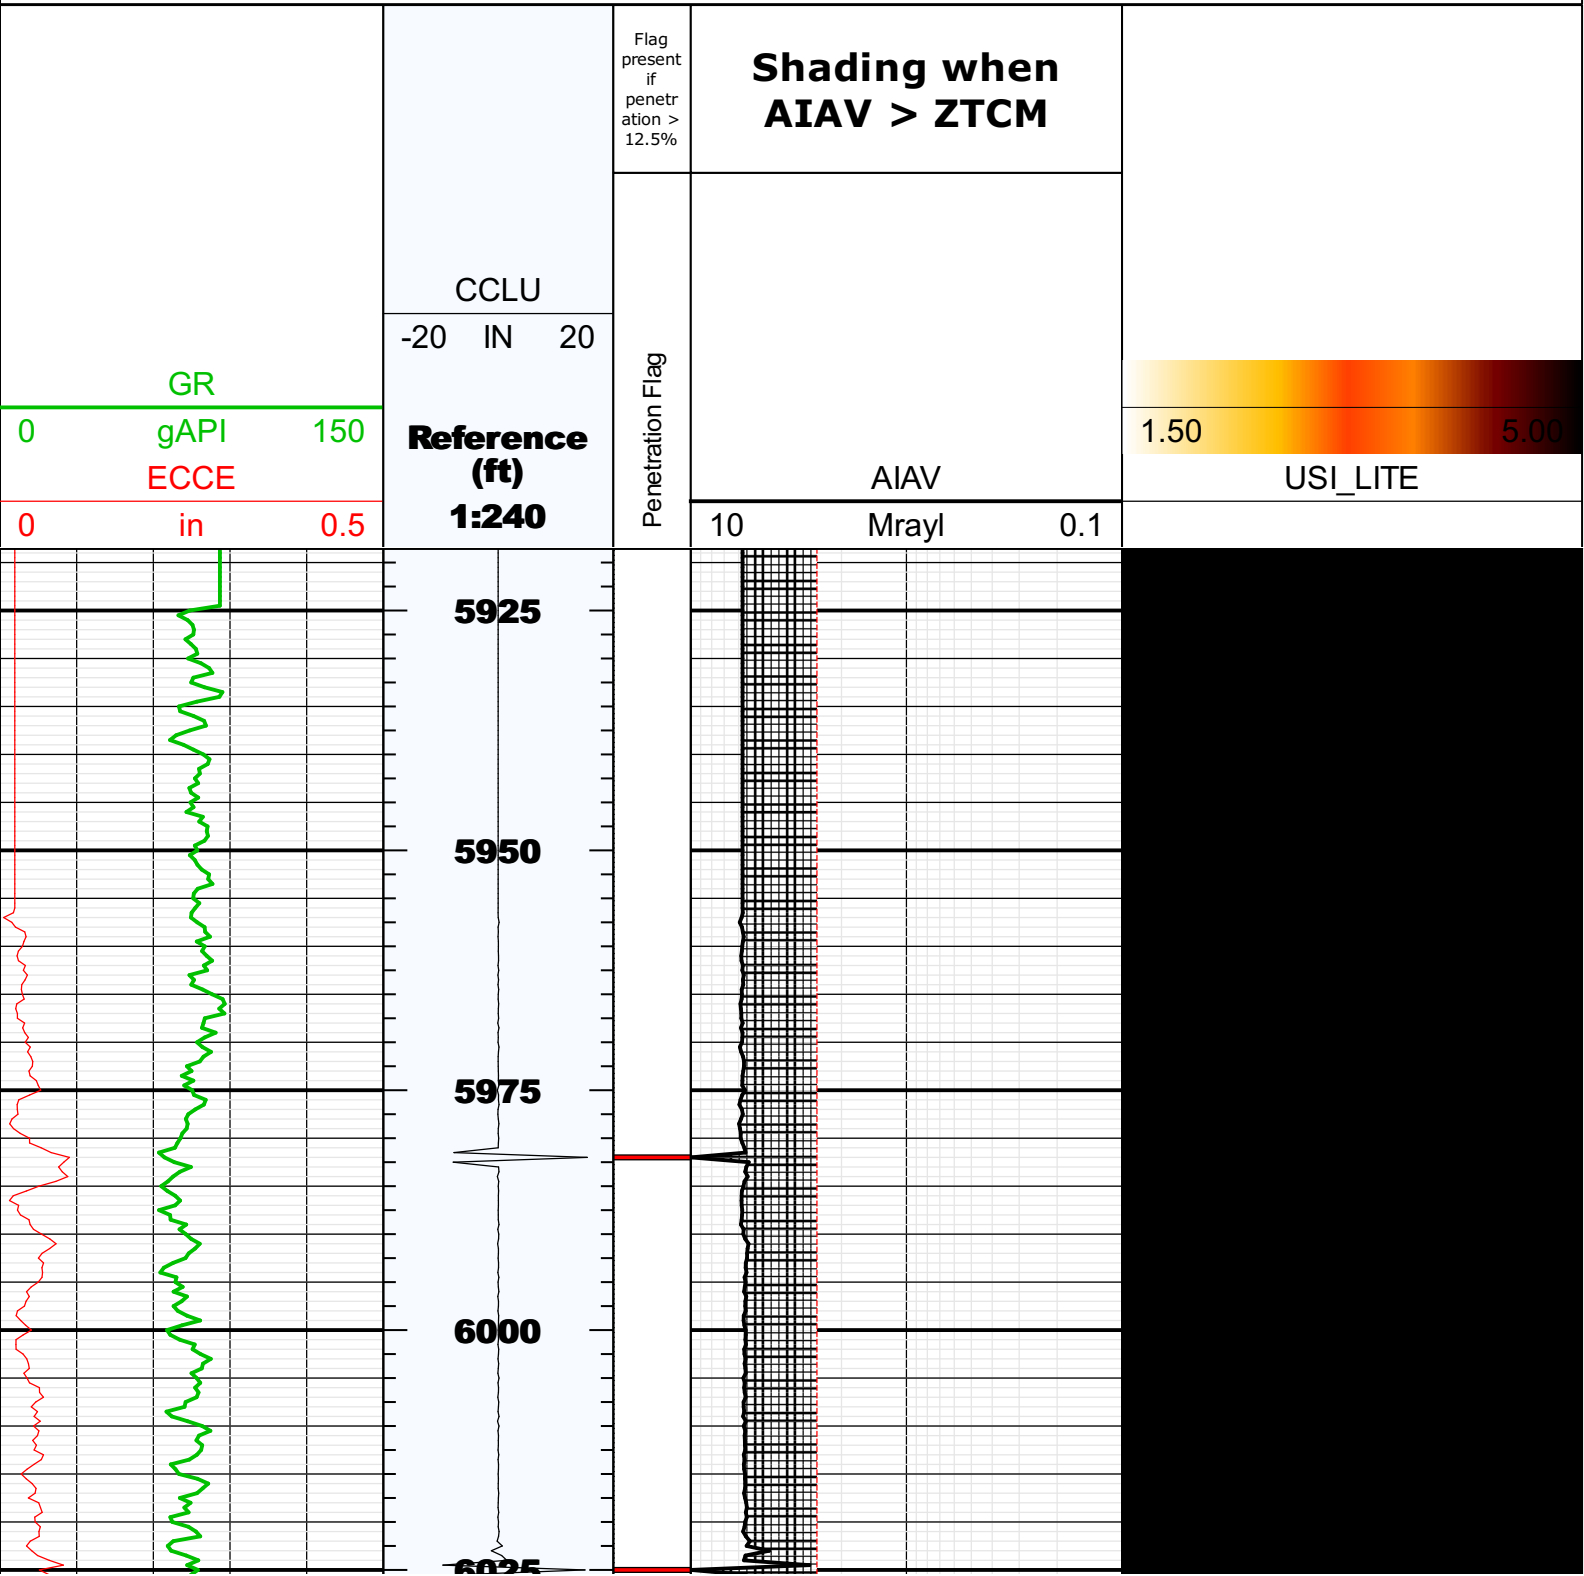 Flag
present
if
penetr
ation >
12.5%
Shading when
AIAV > ZTCM
CCLU
-20 IN 20
GR
0 gAPI 150
ECCE
0 in 0.5
Reference
(ft)
1:240
Penetration Flag
AIAV
10 Mrayl 0.1
1.50 5.00
USI_LITE
5925
5950
5975
6000
6025